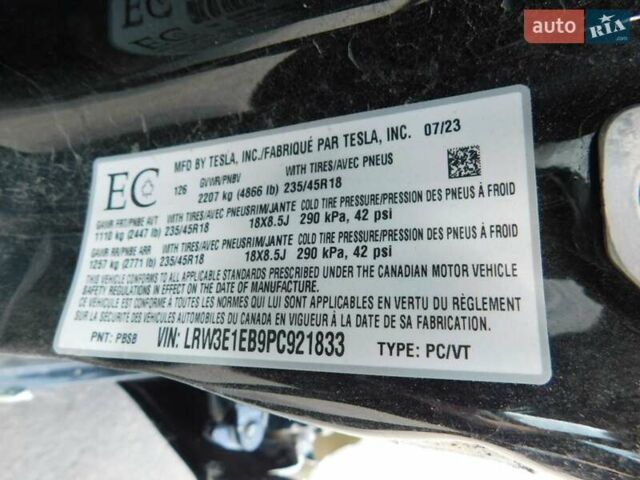 auto RIA .com
MFD BY TESLA, INC./FABRIQUÉ PAR TESLA, INC. 07/23
EC
126 GVWR/PNBV WITH TIRES/AVEC PNEUS
2207 kg (4866 lb) 235/45R18
GAWR FRT/PNBE AVT WITH TIRES/AVEC PNEUS RIM/JANTE COLD TIRE PRESSURE/PRESSION DES PNEUS À FROID
1110 kg (2447 lb) 235/45R18 18X8.5J 290 kPa, 42 psi
GAWR RR/PNBE ARR WITH TIRES/AVEC PNEUS RIM/JANTE COLD TIRE PRESSURE/PRESSION DES PNEUS À FROID
1257 kg (2771 lb) 235/45R18 18X8.5J 290 kPa, 42 psi
THIS VEHICLE CONFORMS TO ALL APPLICABLE STANDARDS PRESCRIBED UNDER THE CANADIAN MOTOR VEHICLE
SAFETY REGULATIONS IN EFFECT ON THE DATE OF MANUFACTURE
CE VÉHICULE EST CONFORME À TOUTES LES NORMES QUI LUI SONT APPLICABLES EN VERTU DU RÈGLEMENT
SUR LA SÉCURITÉ DES VÉHICULES AUTOMOBILES DU CANADA EN VIGUEUR À LA DATE DE SA FABRICATION.
PNT: PBSB VIN: LRW3E1EB9PC921833 TYPE: PC/VT